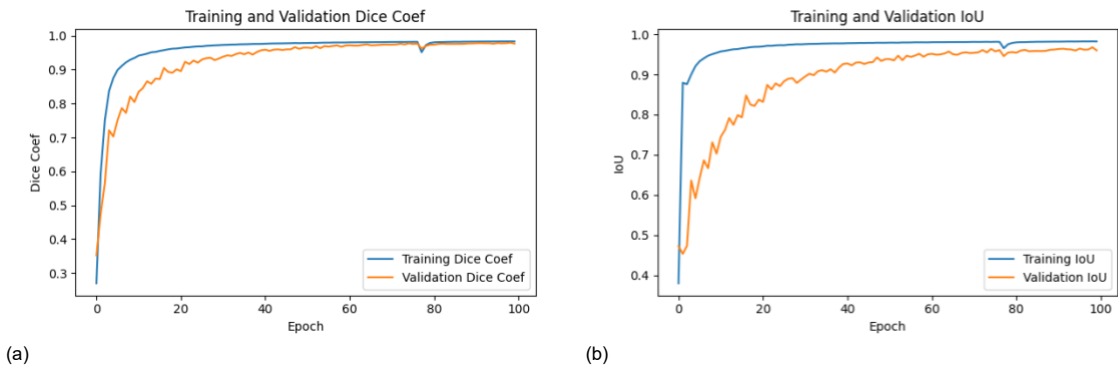 Training and Validation Dice Coef
1.0
0.9
0.8
0.7
0.6
0.5
0.4
0.3
Dice Coef
0
20
40
60
80
100
Epoch
Training Dice Coef
Validation Dice Coef
(a)
Training and Validation IoU
1.0
0.9
0.8
0.7
0.6
0.5
0.4
IoU
0
20
40
60
80
100
Epoch
Training IoU
Validation IoU
(b)